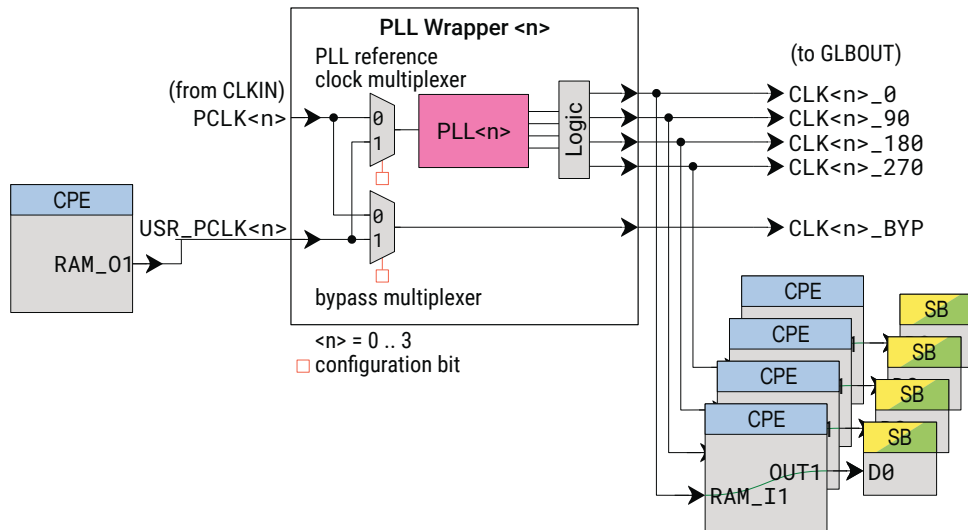 PLL Wrapper <n>
PLL reference
clock multiplexer
(to GLBOUT)
(from CLKIN)
PCLK<n>
0
1
PLL<n>
Logic
CLK<n>_0
CLK<n>_90
CLK<n>_180
CLK<n>_270
CPE
USR_PCLK<n>
0
1
CLK<n>_BYP
RAM_O1
bypass multiplexer
<n> = 0 .. 3
configuration bit
CPE
SB
CPE
SB
CPE
SB
CPE
SB
OUT1
D0
RAM_I1